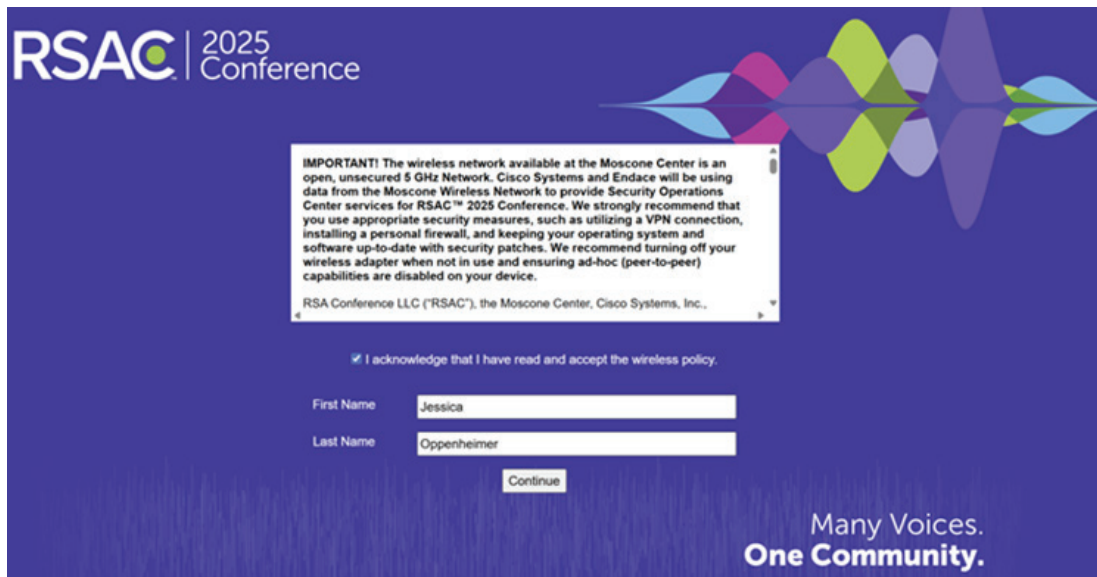 RSAC | 2025
Conference
IMPORTANT! The wireless network available at the Moscone Center is an
open, unsecured 5 GHz Network. Cisco Systems and Endace will be using
data from the Moscone Wireless Network to provide Security Operations
Center services for RSAC™ 2025 Conference. We strongly recommend that
you use appropriate security measures, such as utilizing a VPN connection,
installing a personal firewall, and keeping your operating system and
software up-to-date with security patches. We recommend turning off your
wireless adapter when not in use and ensuring ad-hoc (peer-to-peer)
capabilities are disabled on your device.
RSA Conference LLC ("RSAC"), the Moscone Center, Cisco Systems, Inc.,
I acknowledge that I have read and accept the wireless policy.
First Name Jessica
Last Name Oppenheimer
Continue
Many Voices.
One Community.